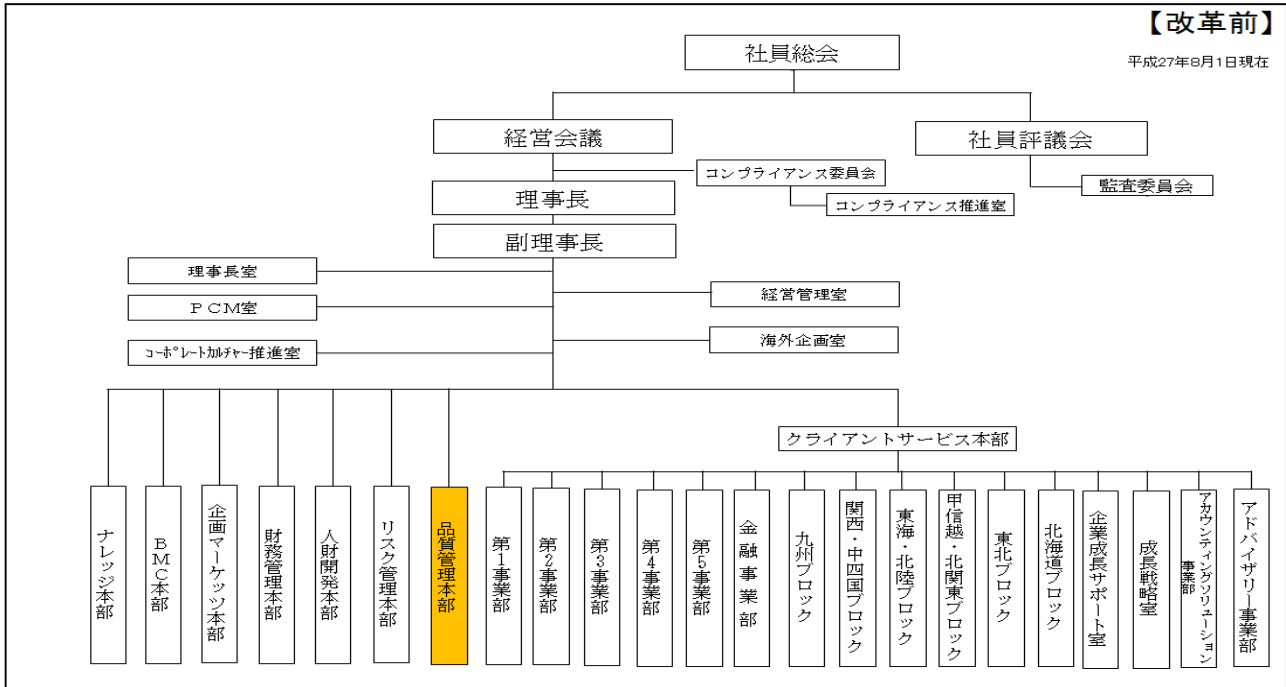 【改革前】
社員総会
平成27年8月1日現在
経営会議
社員評議会
コンプライアンス委員会
監査委員会
理事長
コンプライアンス推進室
副理事長
理事長室
経営管理室
ＰＣＭ室
海外企画室
ｺｰﾎﾟﾚｰﾄｶﾙﾁｬｰ推進室
クライアントサービス本部
ナレッジ本部
ＢＭＣ本部
企画マーケッツ本部
財務管理本部
人財開発本部
リスク管理本部
品質管理本部
第１事業部
第２事業部
第３事業部
第４事業部
第５事業部
金融事業部
九州ブロック
関西・中四国ブロック
東海・北陸ブロック
甲信越・北関東ブロック
東北ブロック
北海道ブロック
企業成長サポート室
成長戦略室
アカウンティングソリューション
事業部
アドバイザリー事業部